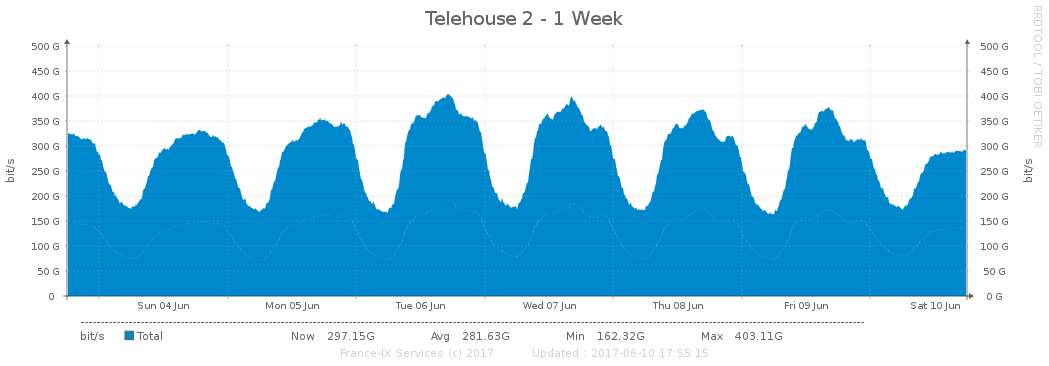 Telehouse 2 - 1 Week
RRDTOOL / TOBI OETIKER
500 G 500 G
450 G 450 G
400 G 400 G
350 G 350 G
300 G 300 G
250 G 250 G
200 G 200 G
150 G 150 G
100 G 100 G
50 G 50 G
0 0 G
bit/s bit/s
Sun 04 Jun Mon 05 Jun Tue 06 Jun Wed 07 Jun Thu 08 Jun Fri 09 Jun Sat 10 Jun
bit/s Total Now 297.15G Avg 281.63G Min 162.32G Max 403.11G
France-IX Services (c) 2017 Updated : 2017-06-10 17:55:15